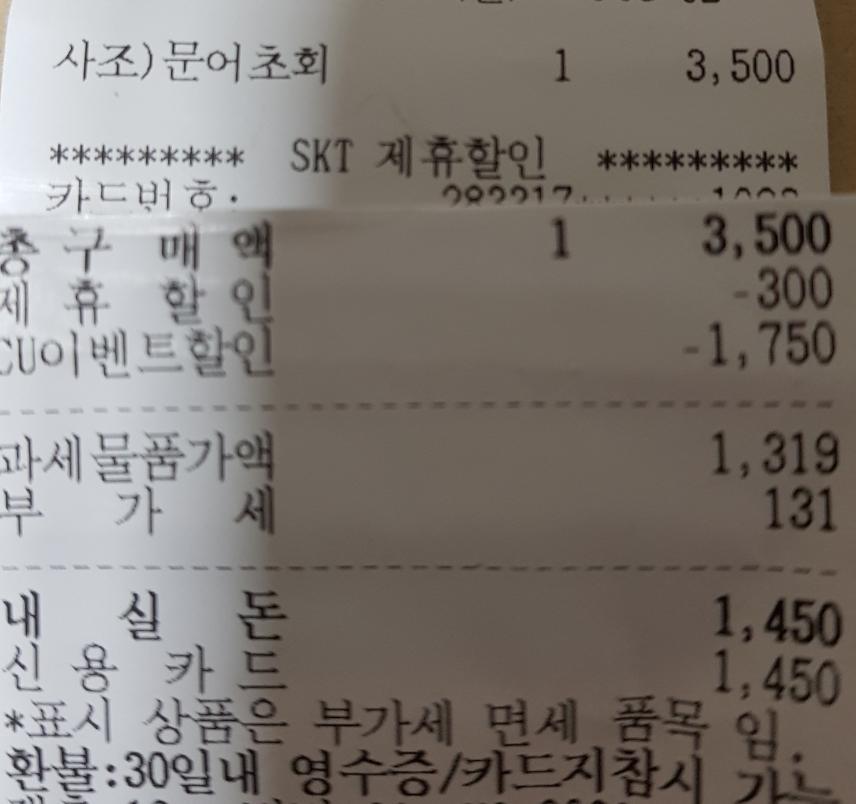 사조)문어초회 1 3,500
********* SKT 제휴할인 *********
카드번호:
총 구 매 액 1 3,500
제 휴 할 인 -300
CU이벤트할인 -1,750
과세물품가액 1,319
부 가 세 131
내 실 돈 1,450
신 용 카 드 1,450
*표시 상품은 부가세 면세 품목 임.
환불:30일내 영수증/카드지참시